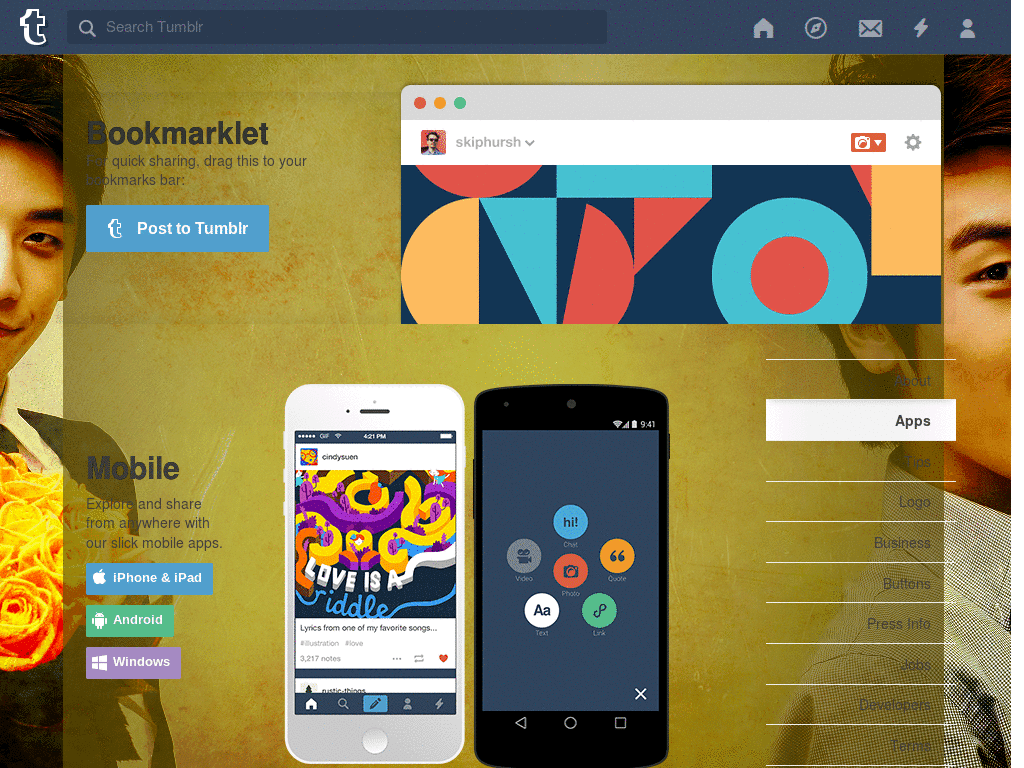 Search Tumblr
Bookmarklet
For quick sharing, drag this to your
bookmarks bar:
Post to Tumblr
skiphursh
About
Apps
Tips
Logo
Business
Buttons
Press Info
Jobs
Developers
Terms
Mobile
Explore and share
from anywhere with
our slick mobile apps.
iPhone & iPad
Android
Windows
GIF
4:21 PM
cindysuen
LOVE IS A
riddle
Lyrics from one of my favorite songs...
#illustration #love
3,217 notes
rustic-things
9:41
hi!
Chat
Video
Quote
Photo
Aa
Text
Link